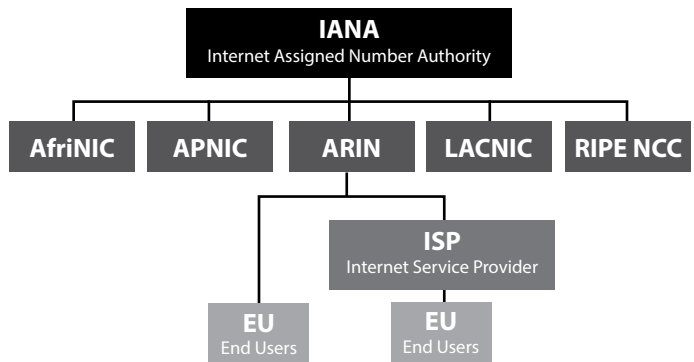 IANA
Internet Assigned Number Authority
AfriNIC
APNIC
ARIN
LACNIC
RIPE NCC
ISP
Internet Service Provider
EU
End Users
EU
End Users